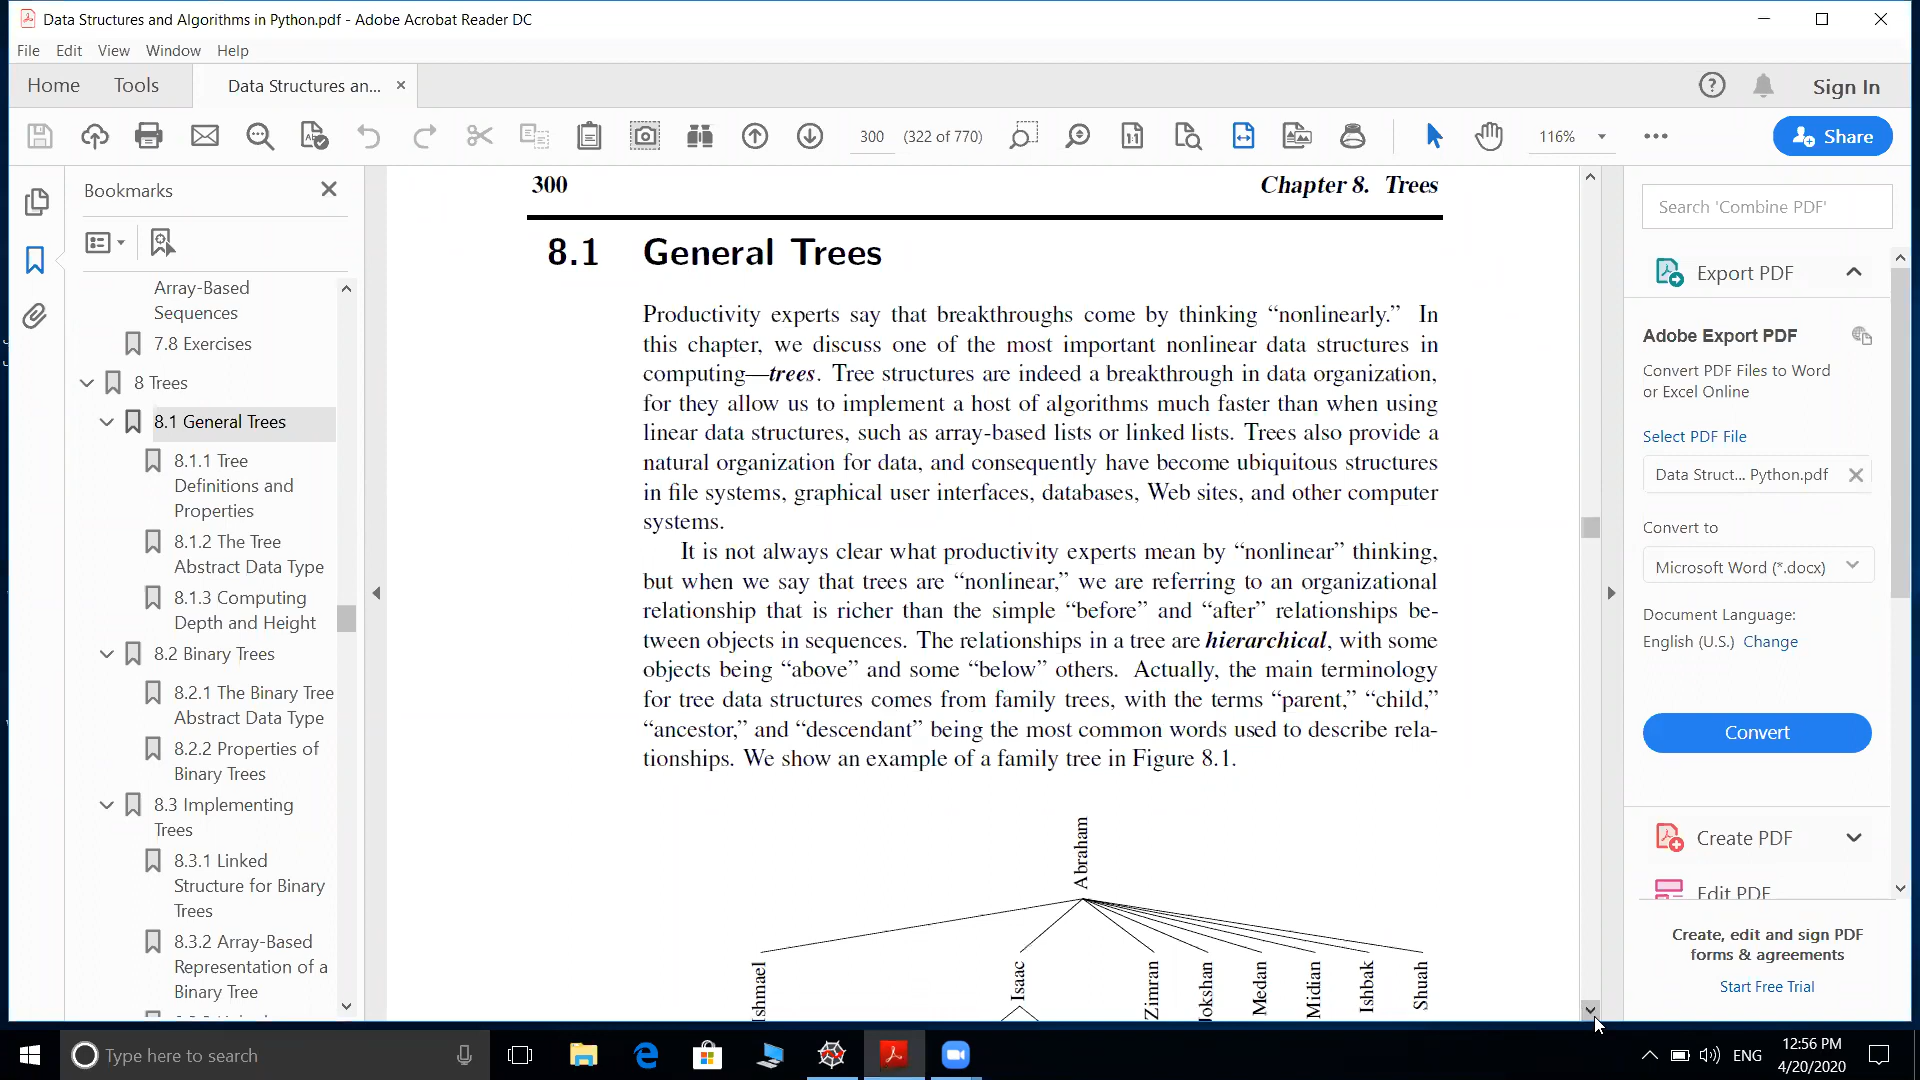 Data Structures and Algorithms in Python.pdf - Adobe Acrobat Reader DC
File Edit View Window Help
Home Tools Data Structures an... Sign In
300 (322 of 770) 116% Share
Bookmarks
Array-Based
Sequences
7.8 Exercises
8 Trees
8.1 General Trees
8.1.1 Tree
Definitions and
Properties
8.1.2 The Tree
Abstract Data Type
8.1.3 Computing
Depth and Height
8.2 Binary Trees
8.2.1 The Binary Tree
Abstract Data Type
8.2.2 Properties of
Binary Trees
8.3 Implementing
Trees
8.3.1 Linked
Structure for Binary
Trees
8.3.2 Array-Based
Representation of a
Binary Tree
300 Chapter 8. Trees
8.1 General Trees
Productivity experts say that breakthroughs come by thinking “nonlinearly.” In
this chapter, we discuss one of the most important nonlinear data structures in
computing—trees. Tree structures are indeed a breakthrough in data organization,
for they allow us to implement a host of algorithms much faster than when using
linear data structures, such as array-based lists or linked lists. Trees also provide a
natural organization for data, and consequently have become ubiquitous structures
in file systems, graphical user interfaces, databases, Web sites, and other computer
systems.
It is not always clear what productivity experts mean by “nonlinear” thinking,
but when we say that trees are “nonlinear,” we are referring to an organizational
relationship that is richer than the simple “before” and “after” relationships be-
tween objects in sequences. The relationships in a tree are hierarchical, with some
objects being “above” and some “below” others. Actually, the main terminology
for tree data structures comes from family trees, with the terms “parent,” “child,”
“ancestor,” and “descendant” being the most common words used to describe rela-
tionships. We show an example of a family tree in Figure 8.1.
Abraham
Ishmael
Isaac
Zimran
Jokshan
Medan
Midian
Ishbak
Shuah
Search 'Combine PDF'
Export PDF
Adobe Export PDF
Convert PDF Files to Word
or Excel Online
Select PDF File
Data Struct... Python.pdf
Convert to
Microsoft Word (*.docx)
Document Language:
English (U.S.) Change
Convert
Create PDF
Edit PDF
Create, edit and sign PDF
forms & agreements
Start Free Trial
Type here to search
ENG
12:56 PM
4/20/2020